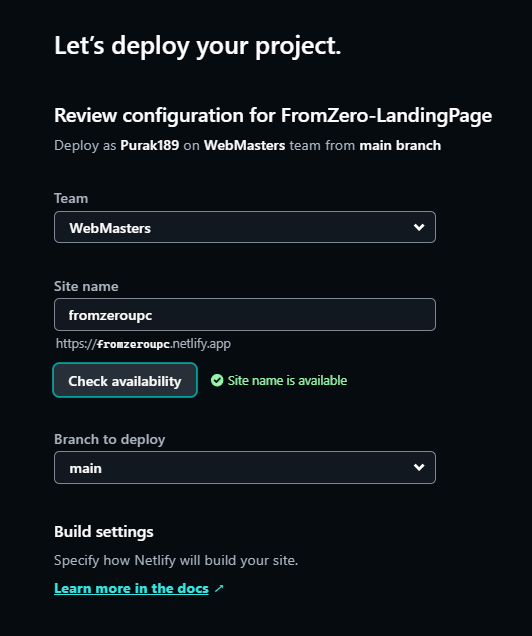 Let's deploy your project.
Review configuration for FromZero-LandingPage
Deploy as Purak189 on WebMasters team from main branch
Team
WebMasters
Site name
fromzeroupc
https://fromzeroupc.netlify.app
Check availability
Site name is available
Branch to deploy
main
Build settings
Specify how Netlify will build your site.
Learn more in the docs ↗